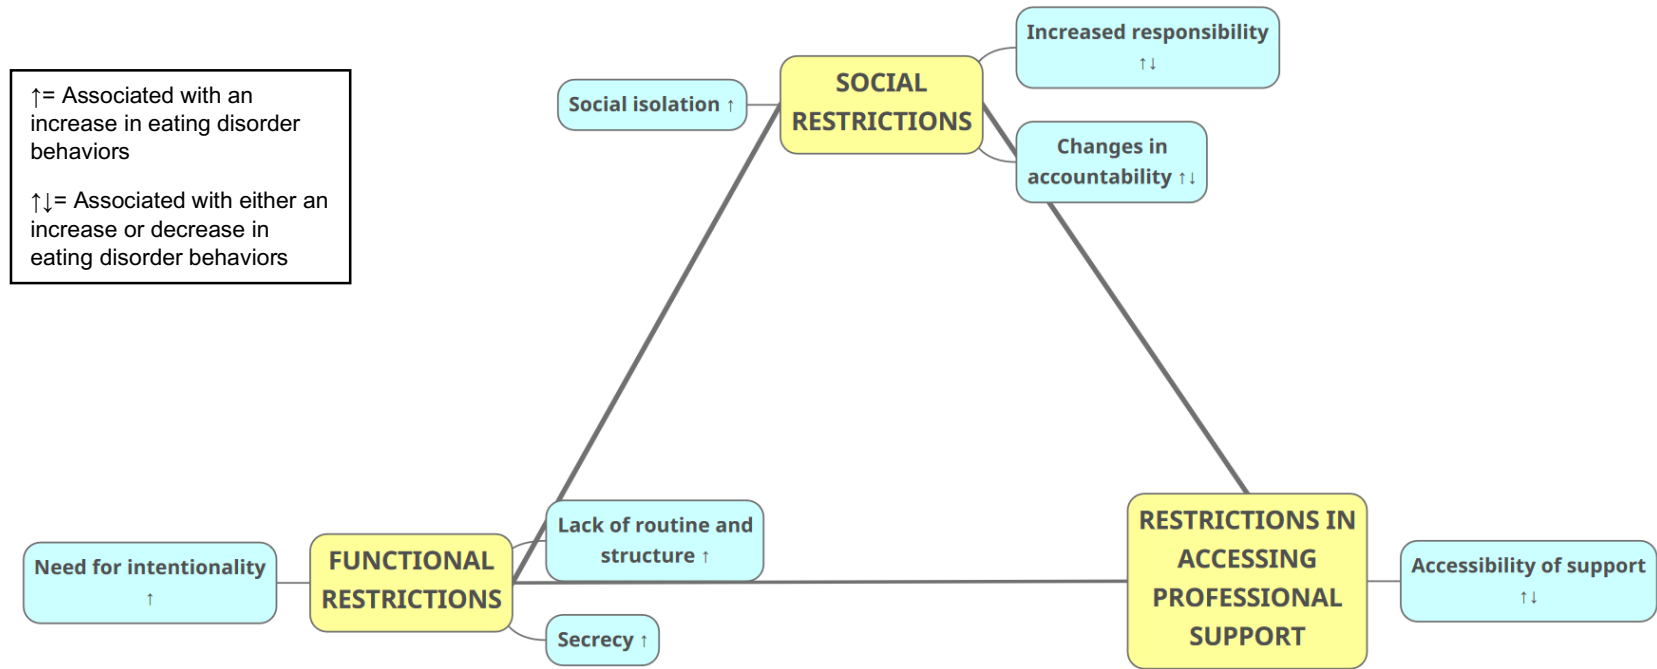 ↑= Associated with an
increase in eating disorder
behaviors
↑↓= Associated with either an
increase or decrease in
eating disorder behaviors
Social isolation ↑
SOCIAL
RESTRICTIONS
Increased responsibility
↑↓
Changes in
accountability ↑↓
Need for intentionality
↑
FUNCTIONAL
RESTRICTIONS
Lack of routine and
structure ↑
Secrecy ↑
RESTRICTIONS IN
ACCESSING
PROFESSIONAL
SUPPORT
Accessibility of support
↑↓